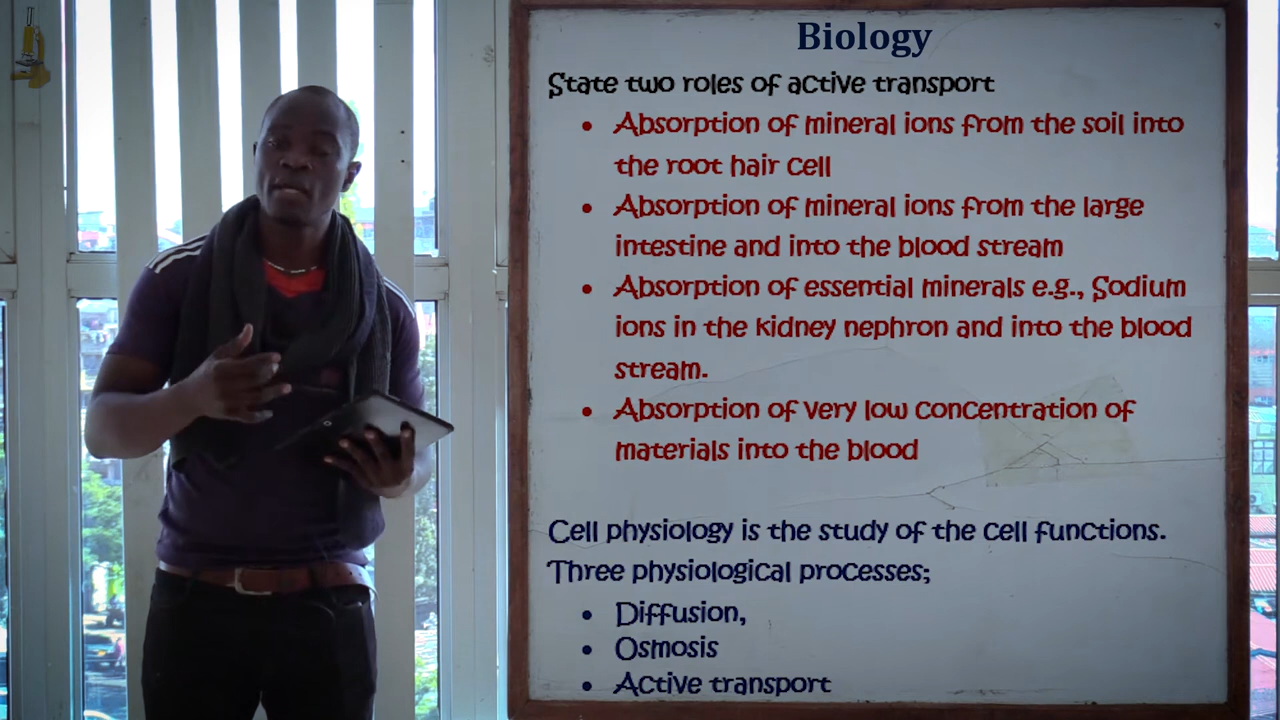 Biology
State two roles of active transport
• Absorption of mineral ions from the soil into
the root hair cell
• Absorption of mineral ions from the large
intestine and into the blood stream
• Absorption of essential minerals e.g., Sodium
ions in the kidney nephron and into the blood
stream.
• Absorption of very low concentration of
materials into the blood
Cell physiology is the study of the cell functions.
Three physiological processes;
• Diffusion,
• Osmosis
• Active transport